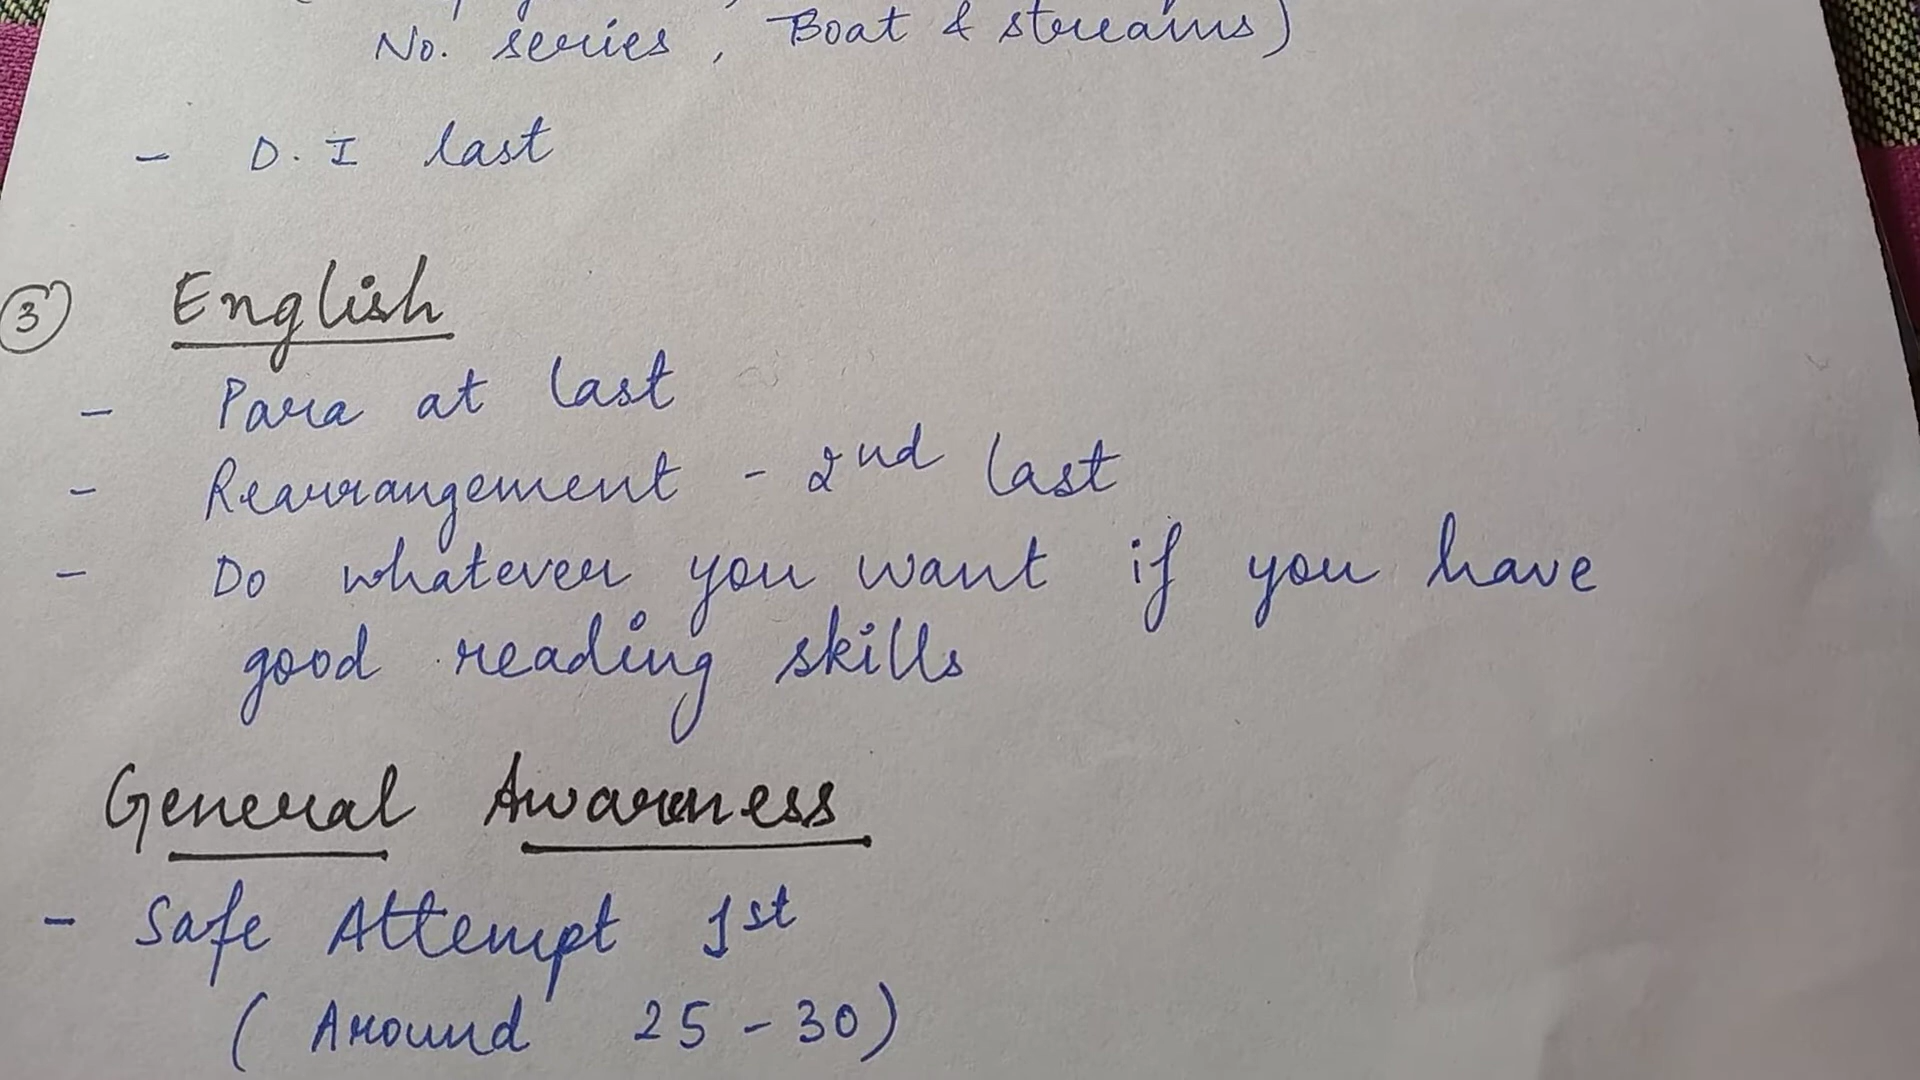 No. series, Boat & streams)
- D.I last
③ English
- Para at last
- Rearrangement - 2nd last
- Do whatever you want if you have
good reading skills
General Awareness
- Safe Attempt 1st
(Around 25-30)